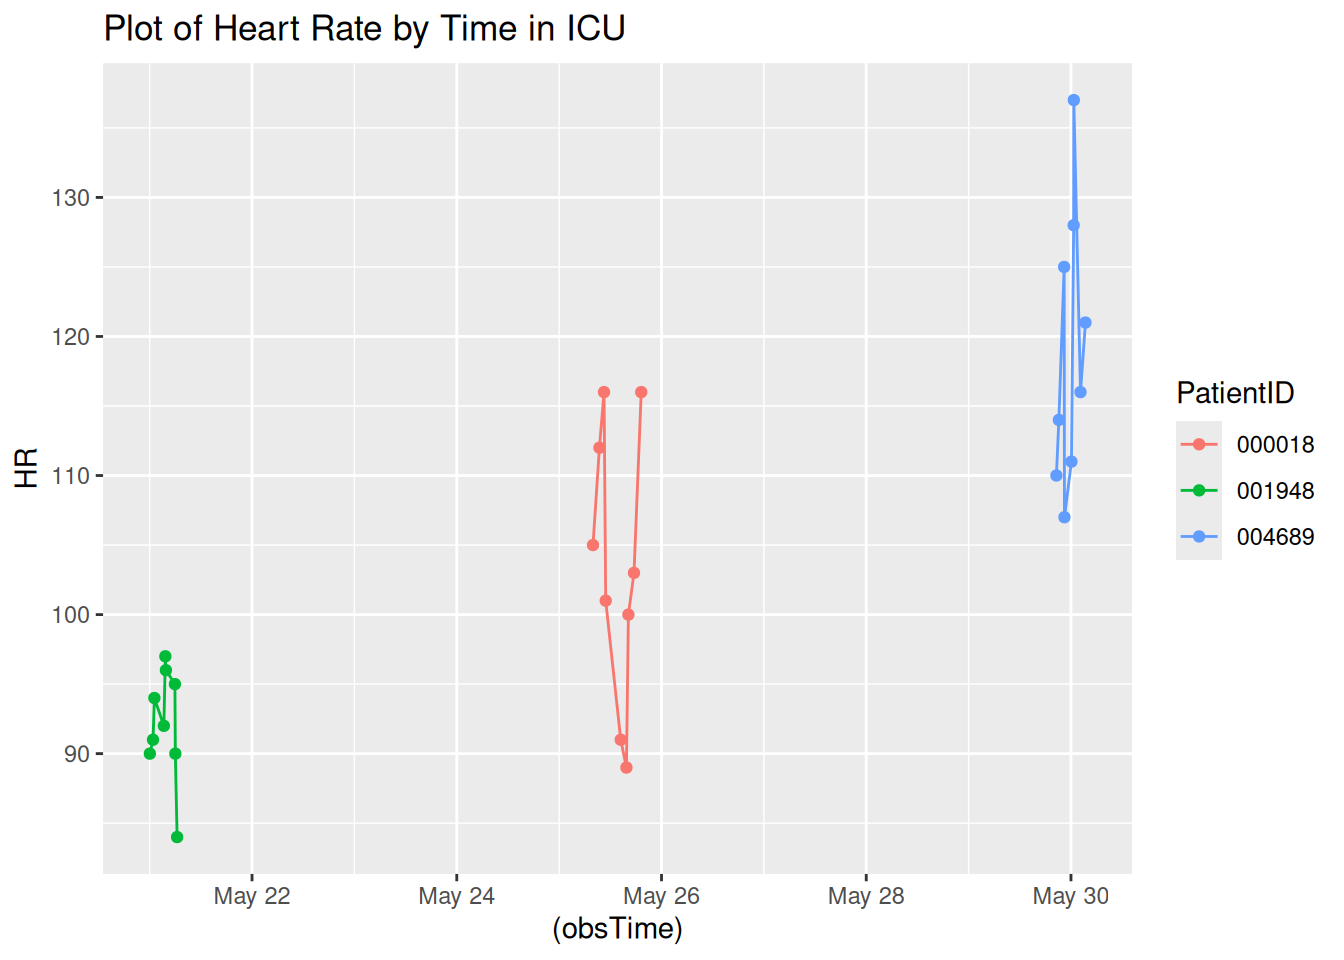 Plot of Heart Rate by Time in ICU
130
120
110
100
90
HR
May 22
May 24
May 26
May 28
May 30
(obsTime)
PatientID
000018
001948
004689